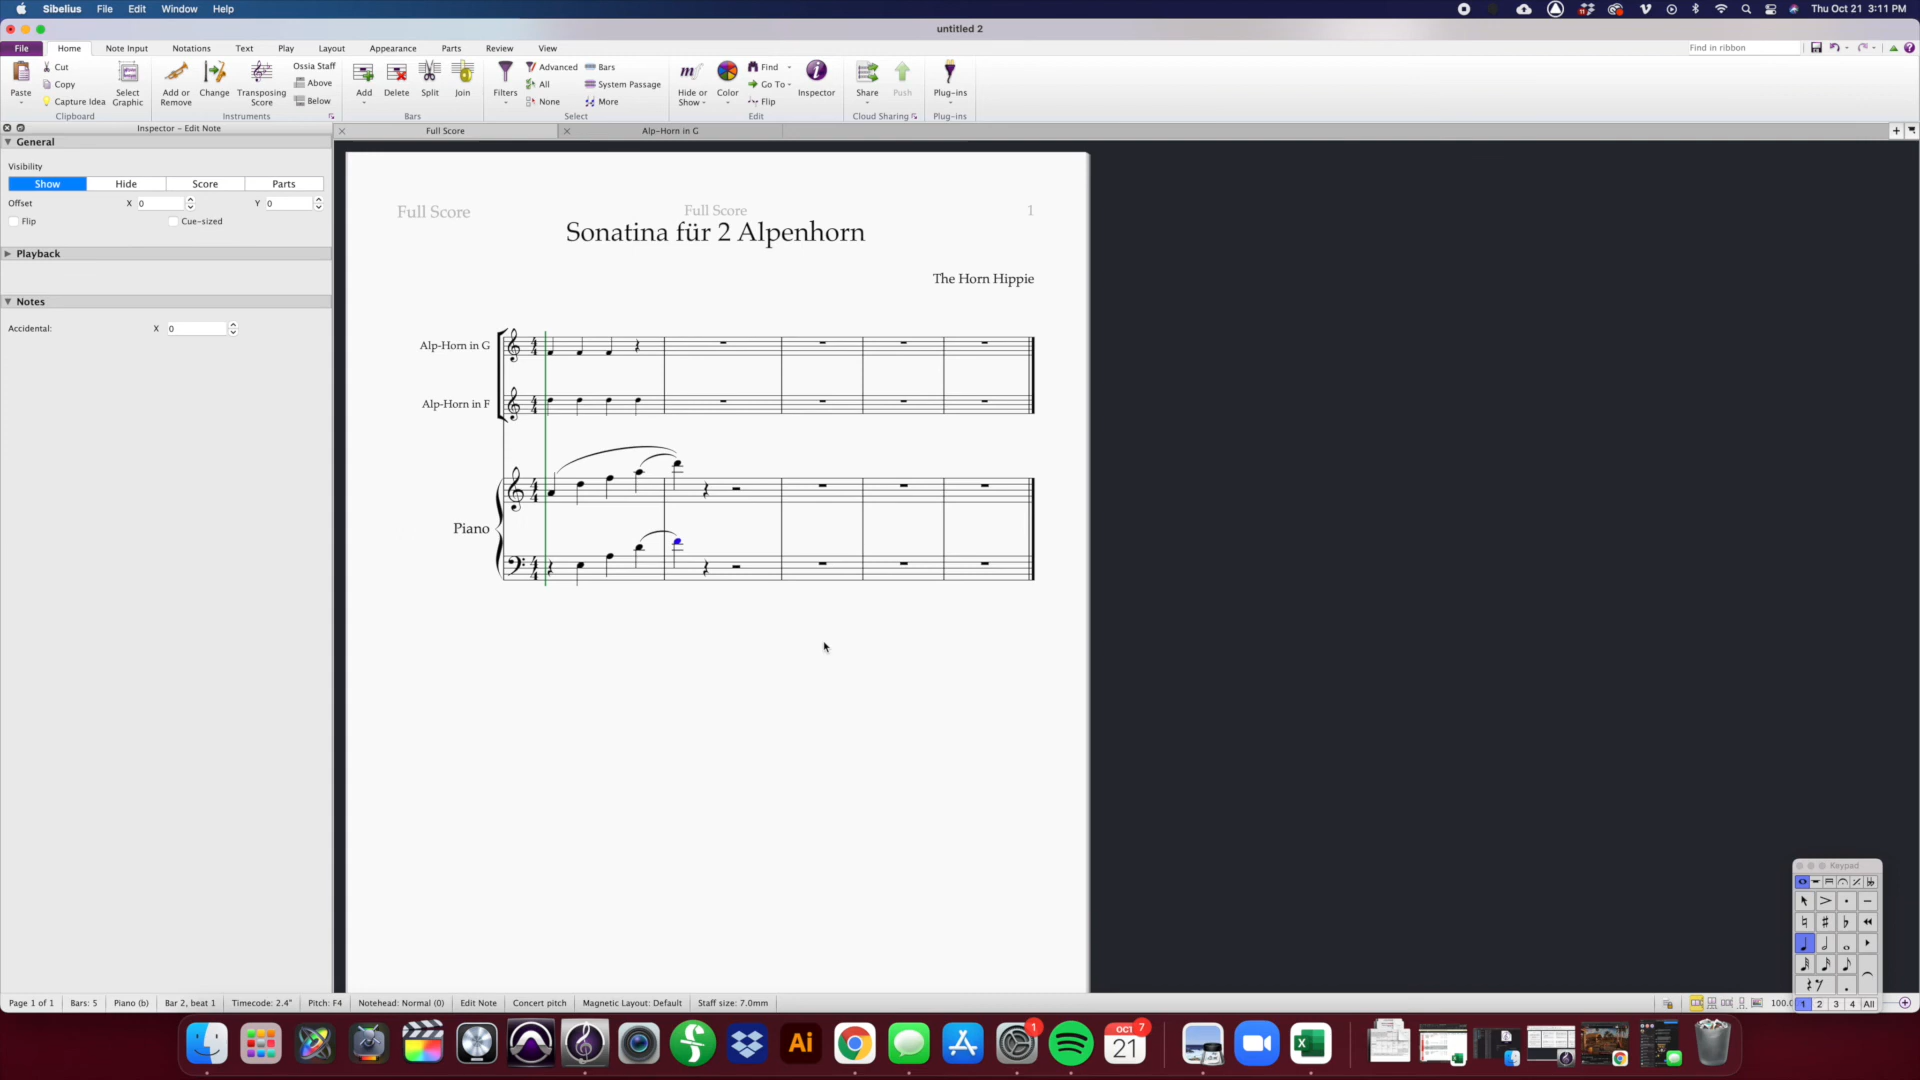 Sibelius File Edit Window Help Thu Oct 21 3:11 PM
untitled 2
File Home Note Input Notations Text Play Layout Appearance Parts Review View Find in ribbon
Paste Cut Copy Capture Idea Select Graphic Clipboard
Add or Remove Change Transposing Score Ossia Staff Above Below Instruments
Add Delete Split Join Bars
Filters Advanced All None Bars System Passage More Select
Hide or Show Color Find Go To Flip Inspector Edit
Share Push Cloud Sharing
Plug-ins Plug-ins
Inspector - Edit Note
Full Score Alp-Horn in G
General
Visibility
Show Hide Score Parts
Offset X 0 Y 0
Flip Cue-sized
Playback
Notes
Accidental: X 0
Full Score Full Score 1
Sonatina für 2 Alpenhorn
The Horn Hippie
Alp-Horn in G
Alp-Horn in F
Piano
Keypad
1 2 3 4 All
Page 1 of 1 Bars: 5 Piano (b) Bar 2, beat 1 Timecode: 2.4" Pitch: F4 Notehead: Normal (0) Edit Note Concert pitch Magnetic Layout: Default Staff size: 7.0mm 100.0
Ai 1 OCT 7 21